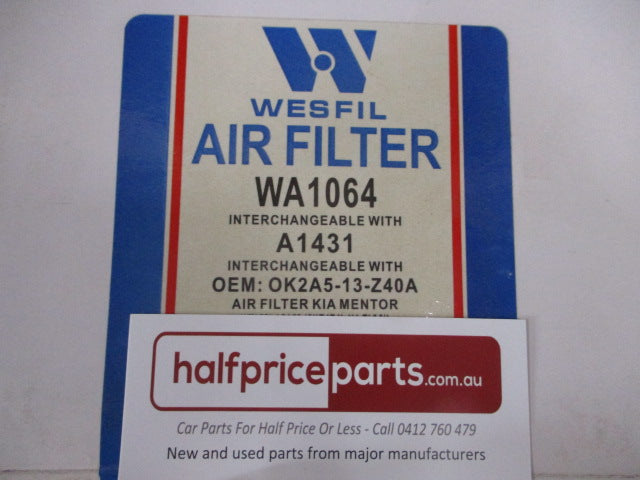 WESFIL
AIR FILTER
WA1064
INTERCHANGEABLE WITH
A1431
INTERCHANGEABLE WITH
OEM: OK2A5-13-Z40A
AIR FILTER KIA MENTOR
halfpriceparts.com.au
Car Parts For Half Price Or Less - Call 0412 760 479
New and used parts from major manufacturers